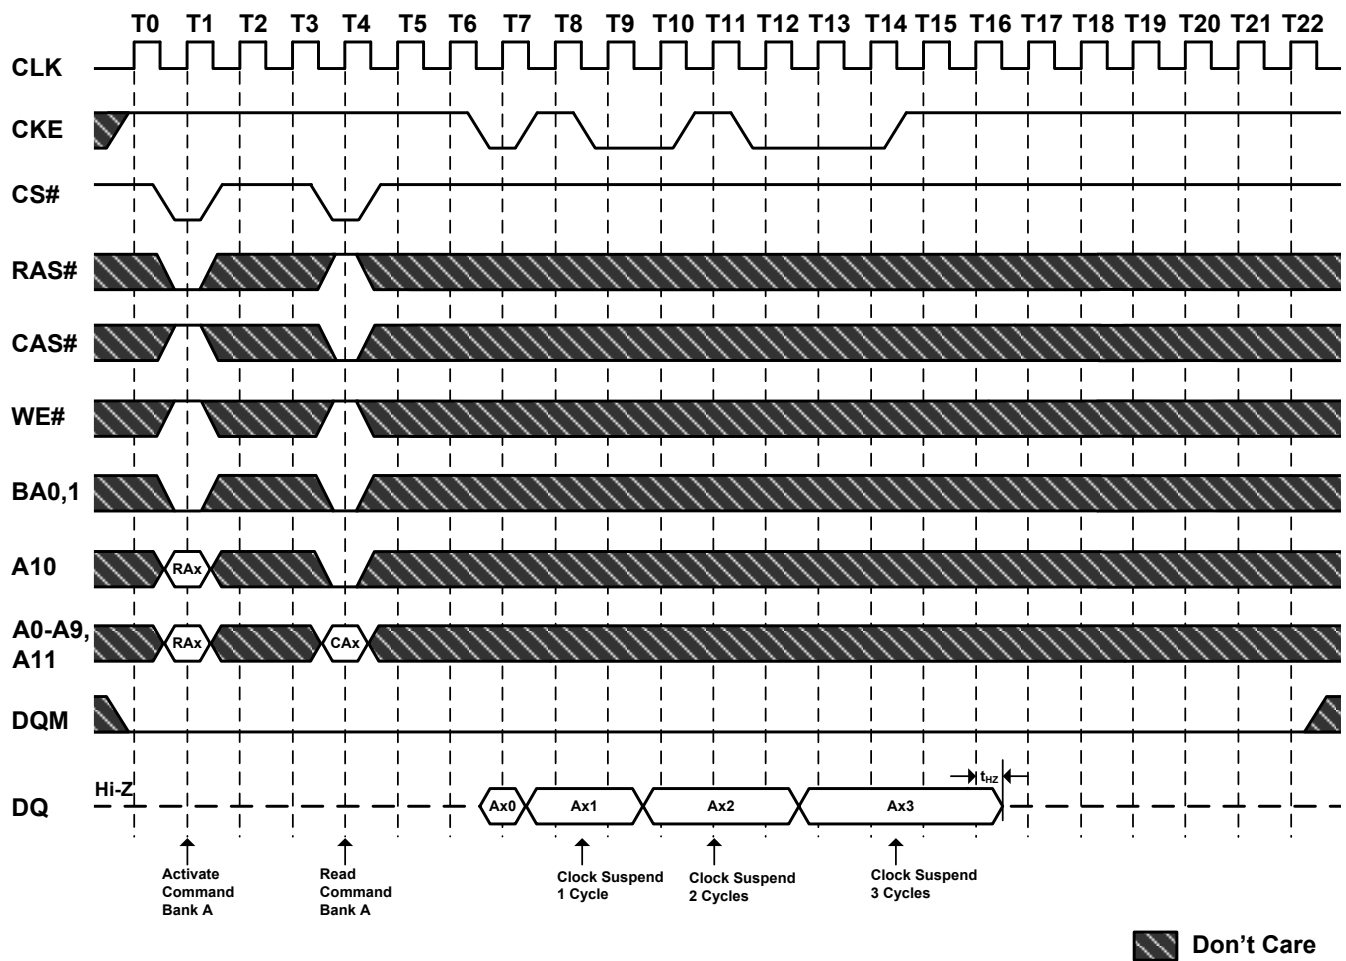 T0 T1 T2 T3 T4 T5 T6 T7 T8 T9 T10 T11 T12 T13 T14 T15 T16 T17 T18 T19 T20 T21 T22
CLK
CKE
CS#
RAS#
CAS#
WE#
BA0,1
A10
RAx
A0-A9,
A11
RAx
CAx
DQM
Hi-Z
tHZ
DQ
Ax0
Ax1
Ax2
Ax3
Activate
Command
Bank A
Read
Command
Bank A
Clock Suspend
1 Cycle
Clock Suspend
2 Cycles
Clock Suspend
3 Cycles
Don't Care